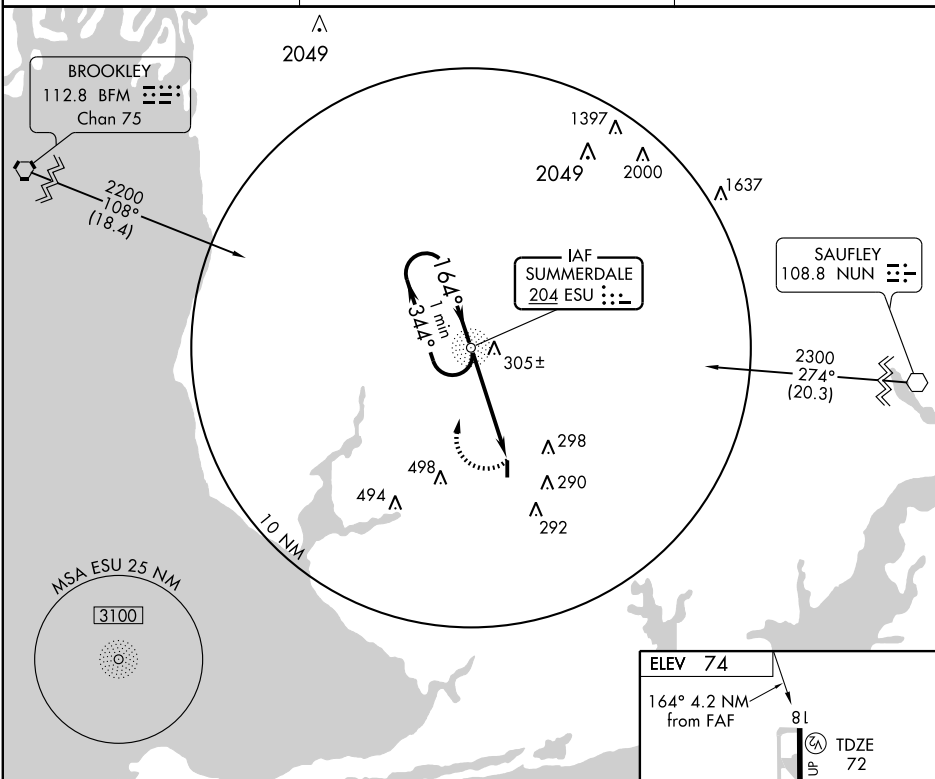 2049
BROOKLEY
112.8 BFM
Chan 75
2200
108°
(18.4)
1397
2049
2000
1637
IAF
SUMMERDALE
204 ESU
SAUFLEY
108.8 NUN
164°
1 min
344°
305±
2300
274°
(20.3)
298
498
290
494
292
10 NM
MSA ESU 25 NM
3100
ELEV 74
164° 4.2 NM
from FAF
18
V2
TDZE
72
UP